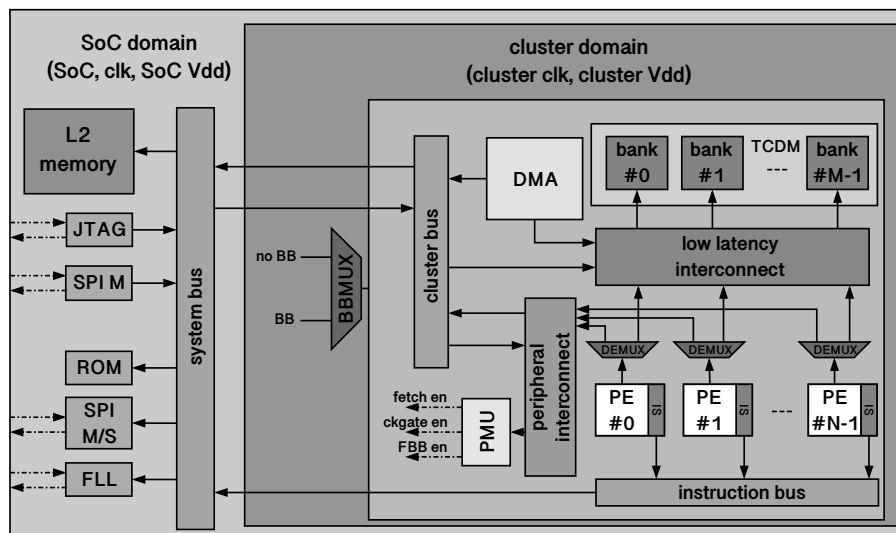 SoC domain
(SoC, clk, SoC Vdd)
cluster domain
(cluster clk, cluster Vdd)
L2
memory
JTAG
SPI M
ROM
SPI
M/S
FLL
system bus
no BB
BB
BBMUX
cluster bus
DMA
TCDM
bank
#0
bank
#1
---
bank
#M-1
low latency
interconnect
peripheral
interconnect
DEMUX
DEMUX
DEMUX
PE
#0
IS
PE
#1
IS
---
PE
#N-1
IS
fetch en
ckgate en
FBB en
PMU
instruction bus